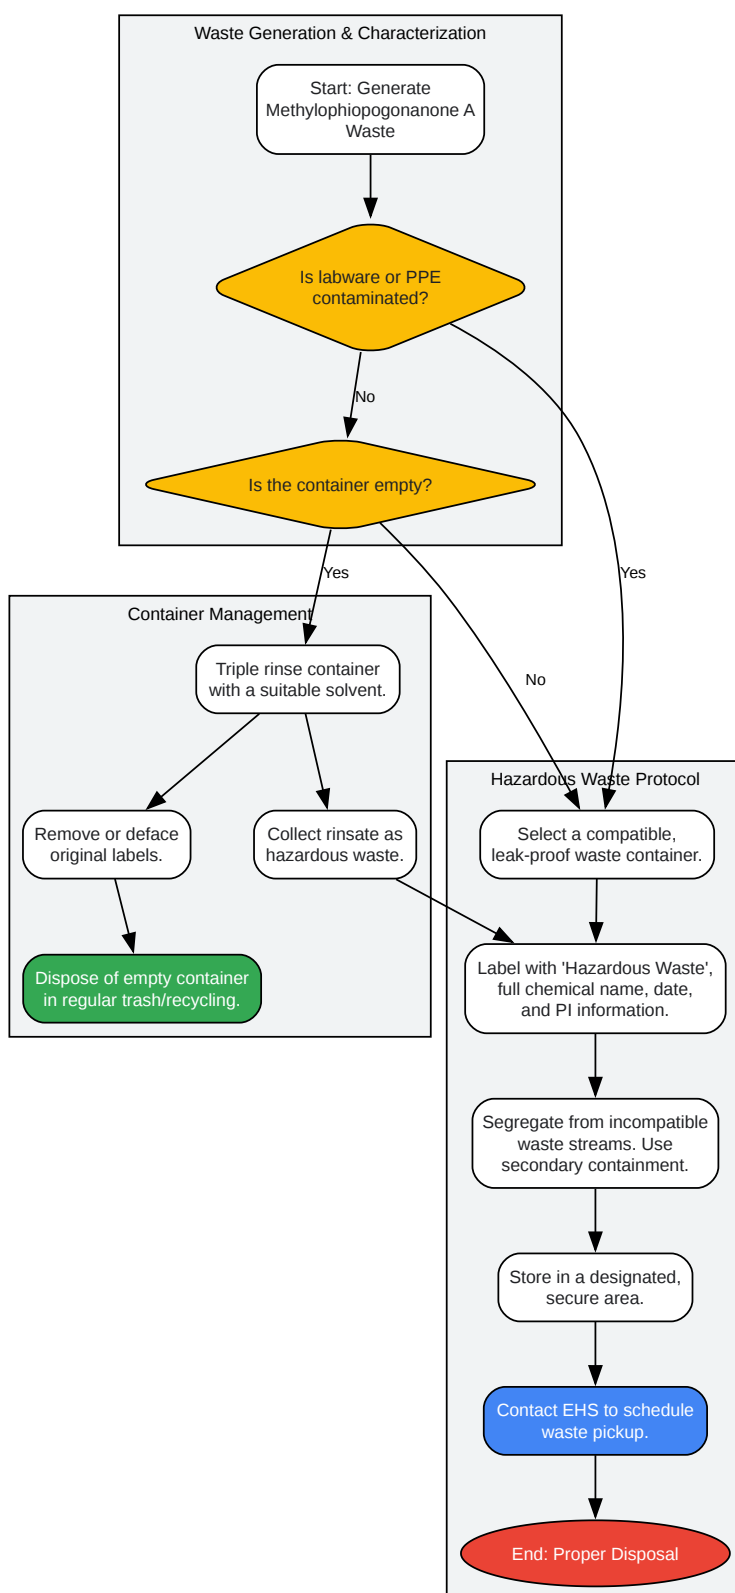 Waste Generation & Characterization
Start: Generate
Methylophiopogonanone A
Waste
Is labware or PPE
contaminated?
No
Is the container empty?
Yes
Yes
Container Management
Triple rinse container
with a suitable solvent.
No
Hazardous Waste Protocol
Remove or deface
original labels.
Collect rinsate as
hazardous waste.
Select a compatible,
leak-proof waste container.
Dispose of empty container
in regular trash/recycling.
Label with 'Hazardous Waste',
full chemical name, date,
and PI information.
Segregate from incompatible
waste streams. Use
secondary containment.
Store in a designated,
secure area.
Contact EHS to schedule
waste pickup.
End: Proper Disposal